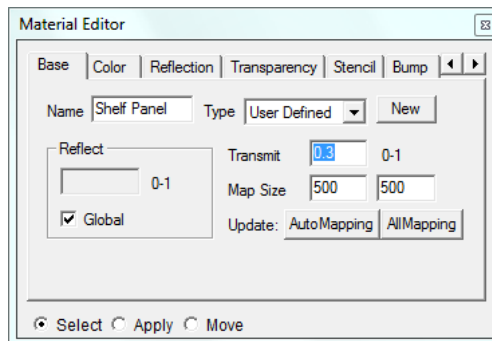 Material Editor
Base Color Reflection Transparency Stencil Bump
Name Shelf Panel Type User Defined New
Reflect
Transmit 0.3 0-1
0-1
Map Size 500 500
Global
Update: AutoMapping AllMapping
Select Apply Move